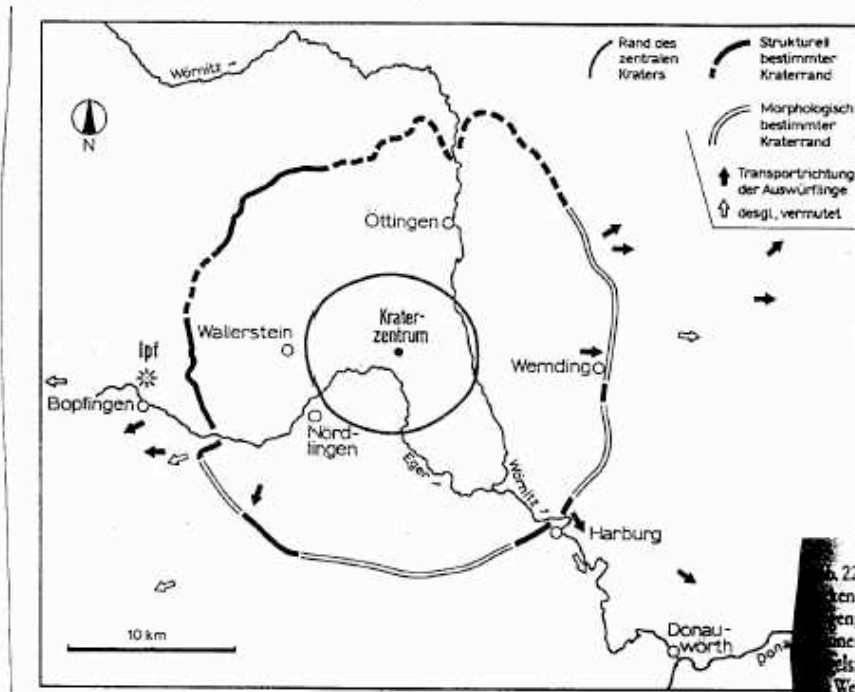 Wörnitz
Rand des
zentralen
Kraters
Strukturell
bestimmter
Kraterrand
Morphologisch
bestimmter
Kraterrand
Transportrichtung
der Auswürflinge
desgl., vermutet
N
Öttingen
Wallerstein
Krater-
zentrum
Ipf
Wemding
Bopfingen
Nörd-
lingen
Eger
Wörnitz
Harburg
10 km
Donau-
wörth
22